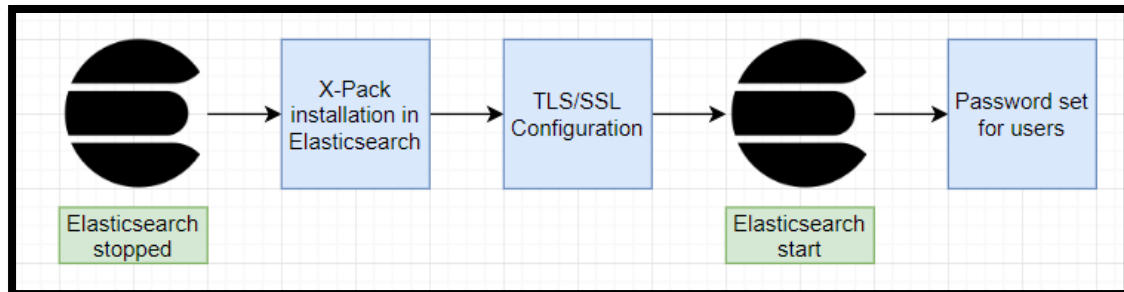 X-Pack
installation in
Elasticsearch
TLS/SSL
Configuration
Password set
for users
Elasticsearch
stopped
Elasticsearch
start